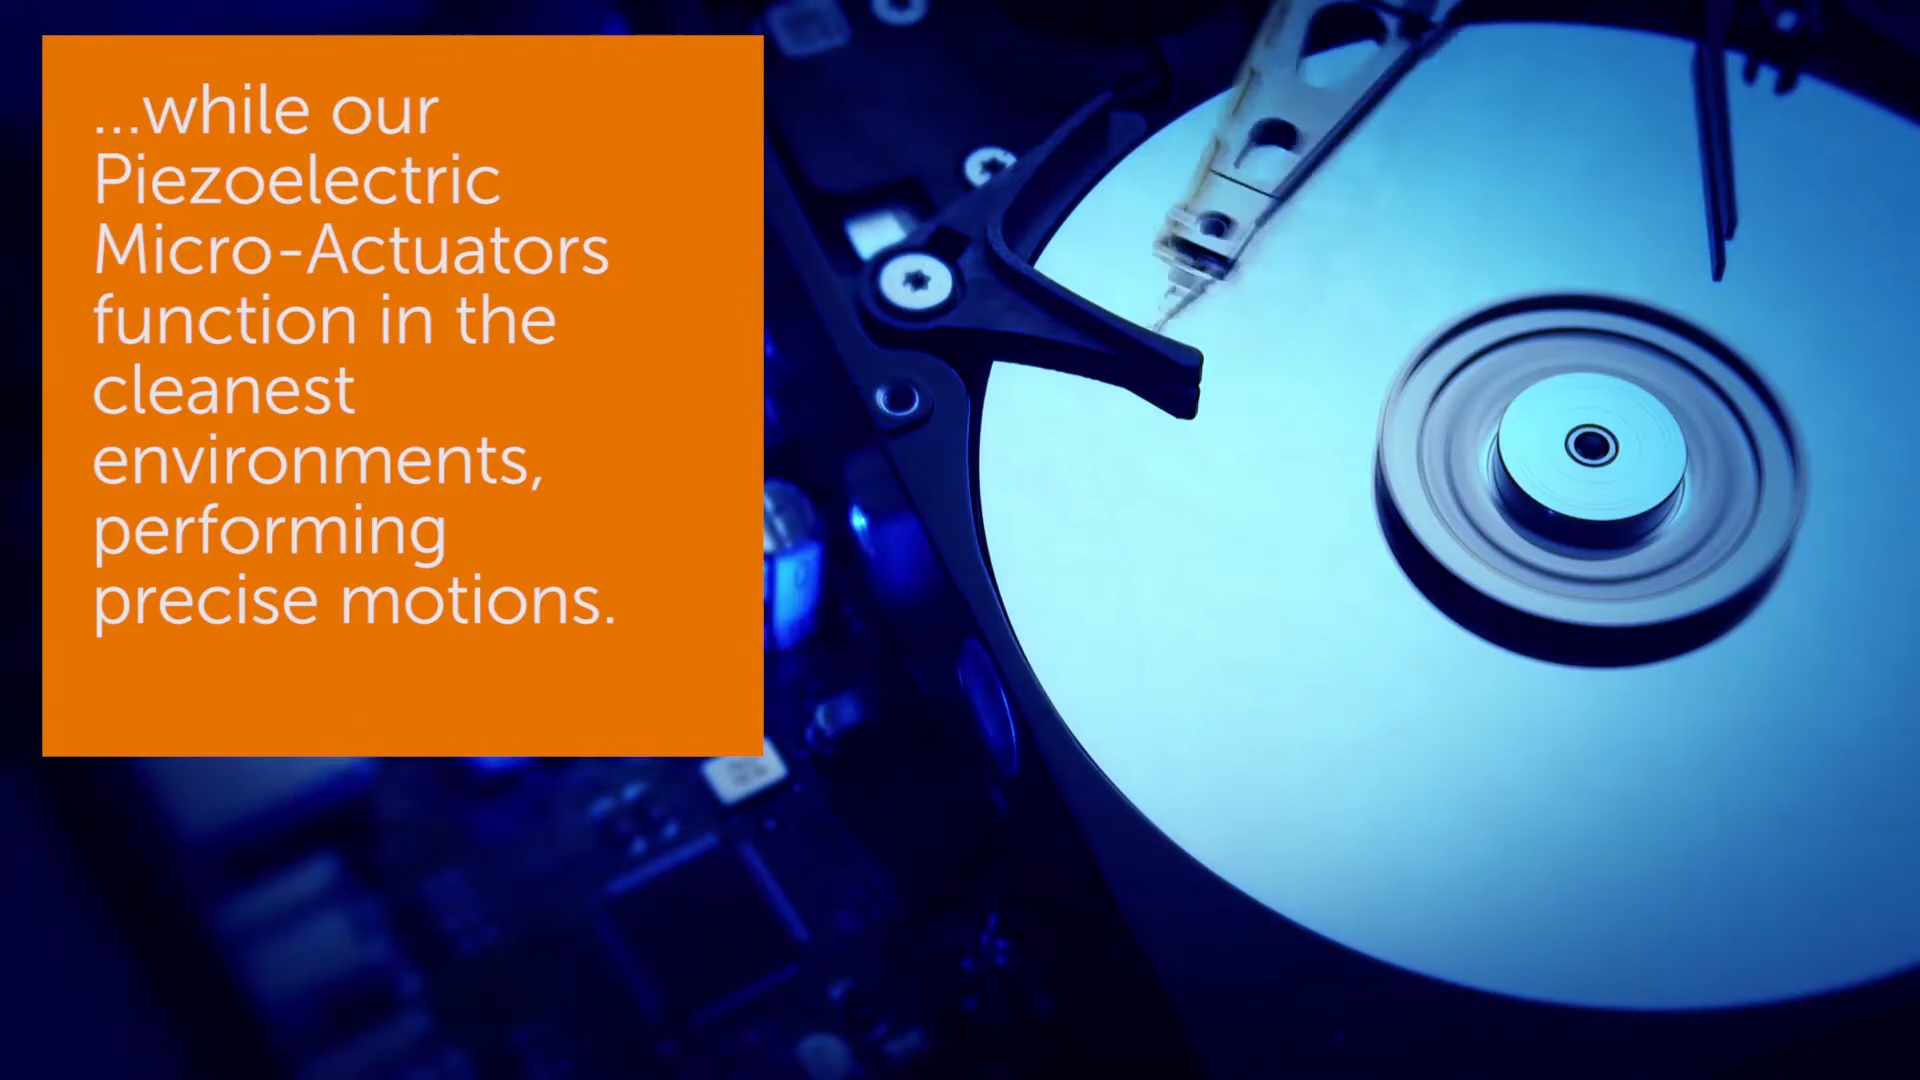 ...while our
Piezoelectric
Micro-Actuators
function in the
cleanest
environments,
performing
precise motions.